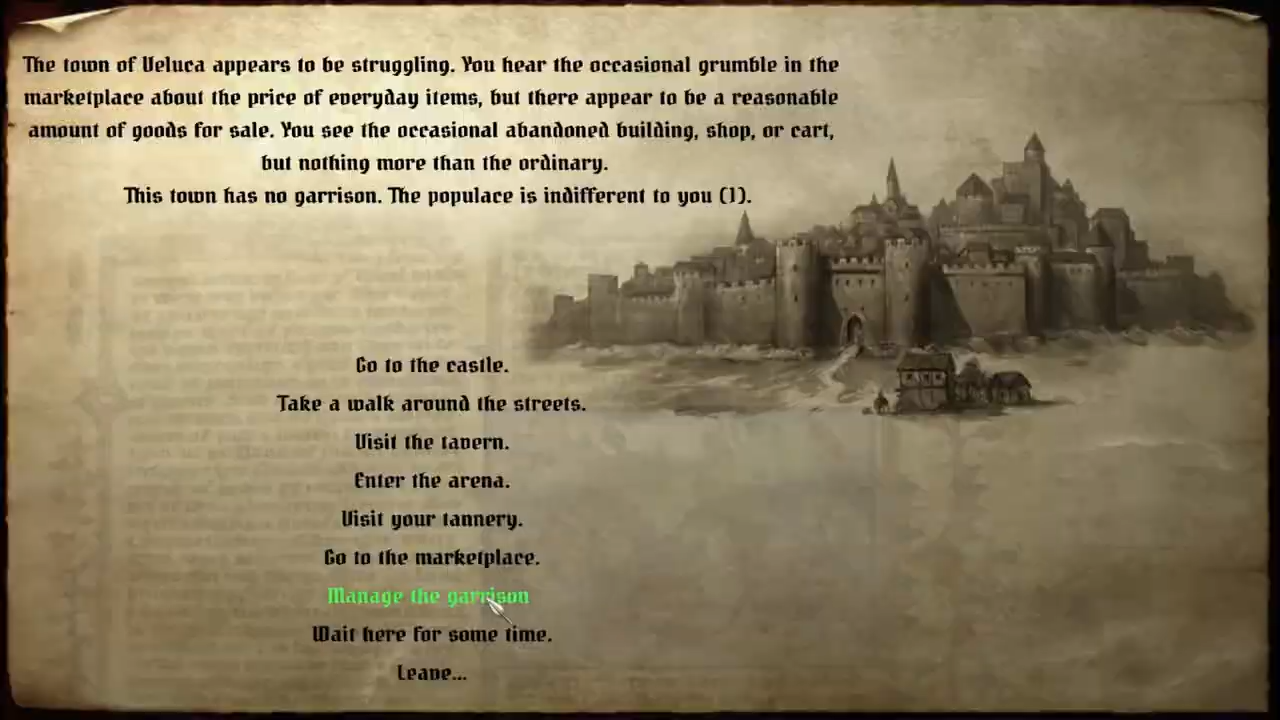 The town of Veluca appears to be struggling. You hear the occasional grumble in the
marketplace about the price of everyday items, but there appear to be a reasonable
amount of goods for sale. You see the occasional abandoned building, shop, or cart,
but nothing more than the ordinary.
This town has no garrison. The populace is indifferent to you (1).
Go to the castle.
Take a walk around the streets.
Visit the tavern.
Enter the arena.
Visit your tannery.
Go to the marketplace.
Manage the garrison
Wait here for some time.
Leave...